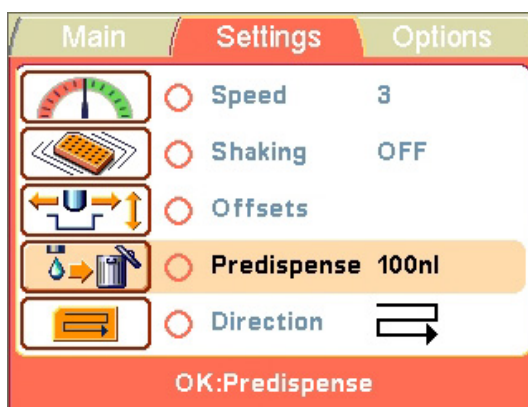 Main Settings Options
Speed 3
Shaking OFF
Offsets
Predispense 100nl
Direction
OK:Predispense